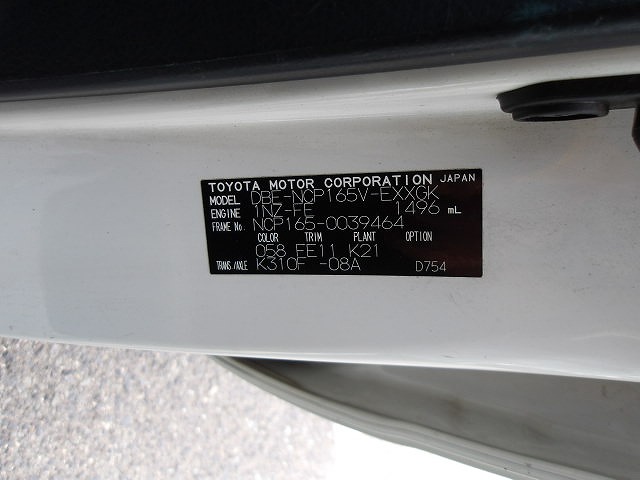 TOYOTA MOTOR CORPORATION JAPAN
MODEL DBE-NCP165V-EXXGK
ENGINE 1NZ-FE 1496 mL
FRAME No. NCP165-0039464
COLOR TRIM PLANT OPTION
058 FE11 K21
TRANS./AXLE K310F -08A D754